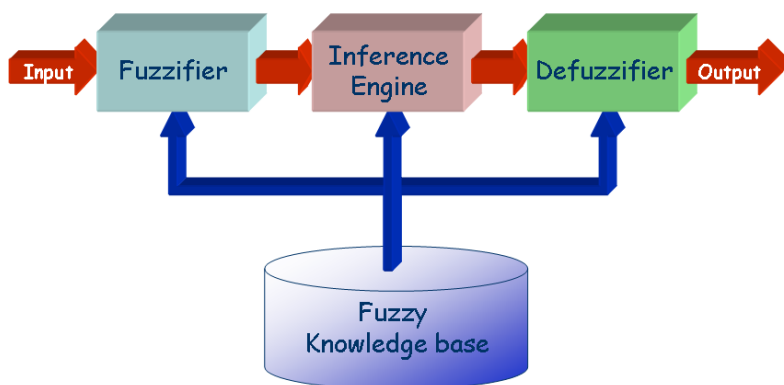 Input
Fuzzifier
Inference
Engine
Defuzzifier
Output
Fuzzy
Knowledge base